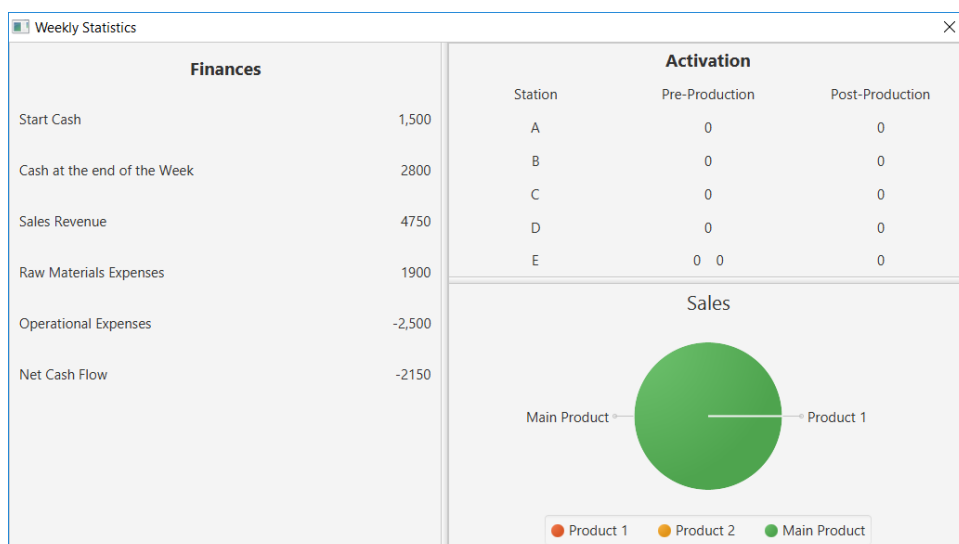 Weekly Statistics
Finances
Start Cash 1,500
Cash at the end of the Week 2800
Sales Revenue 4750
Raw Materials Expenses 1900
Operational Expenses -2,500
Net Cash Flow -2150
Activation
Station Pre-Production Post-Production
A 0 0
B 0 0
C 0 0
D 0 0
E 0 0 0
Sales
Main Product Product 1
Product 1 Product 2 Main Product